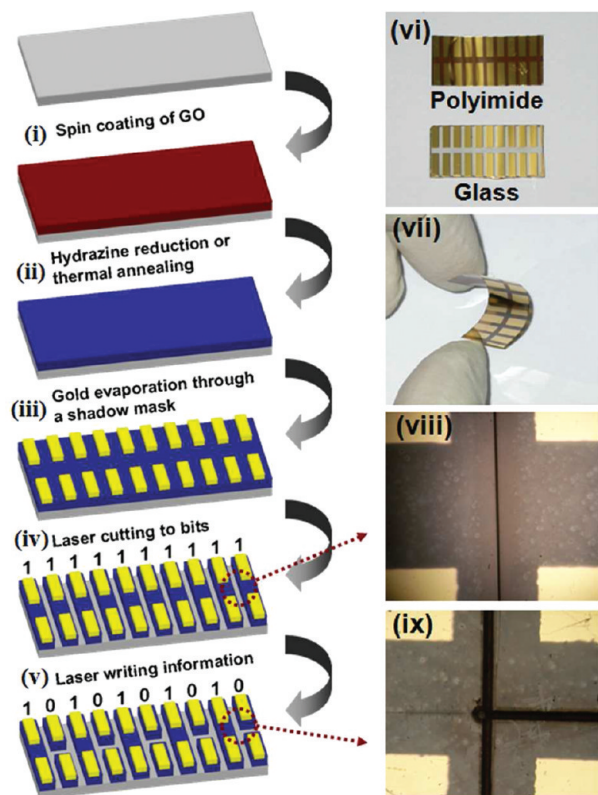 (i) Spin coating of GO
(ii) Hydrazine reduction or
thermal annealing
(iii) Gold evaporation through
a shadow mask
(iv) Laser cutting to bits
1 1 1 1 1 1 1 1 1 1
(v) Laser writing information
1 0 1 0 1 0 1 0 1 0
(vi)
Polyimide
Glass
(vii)
(viii)
(ix)